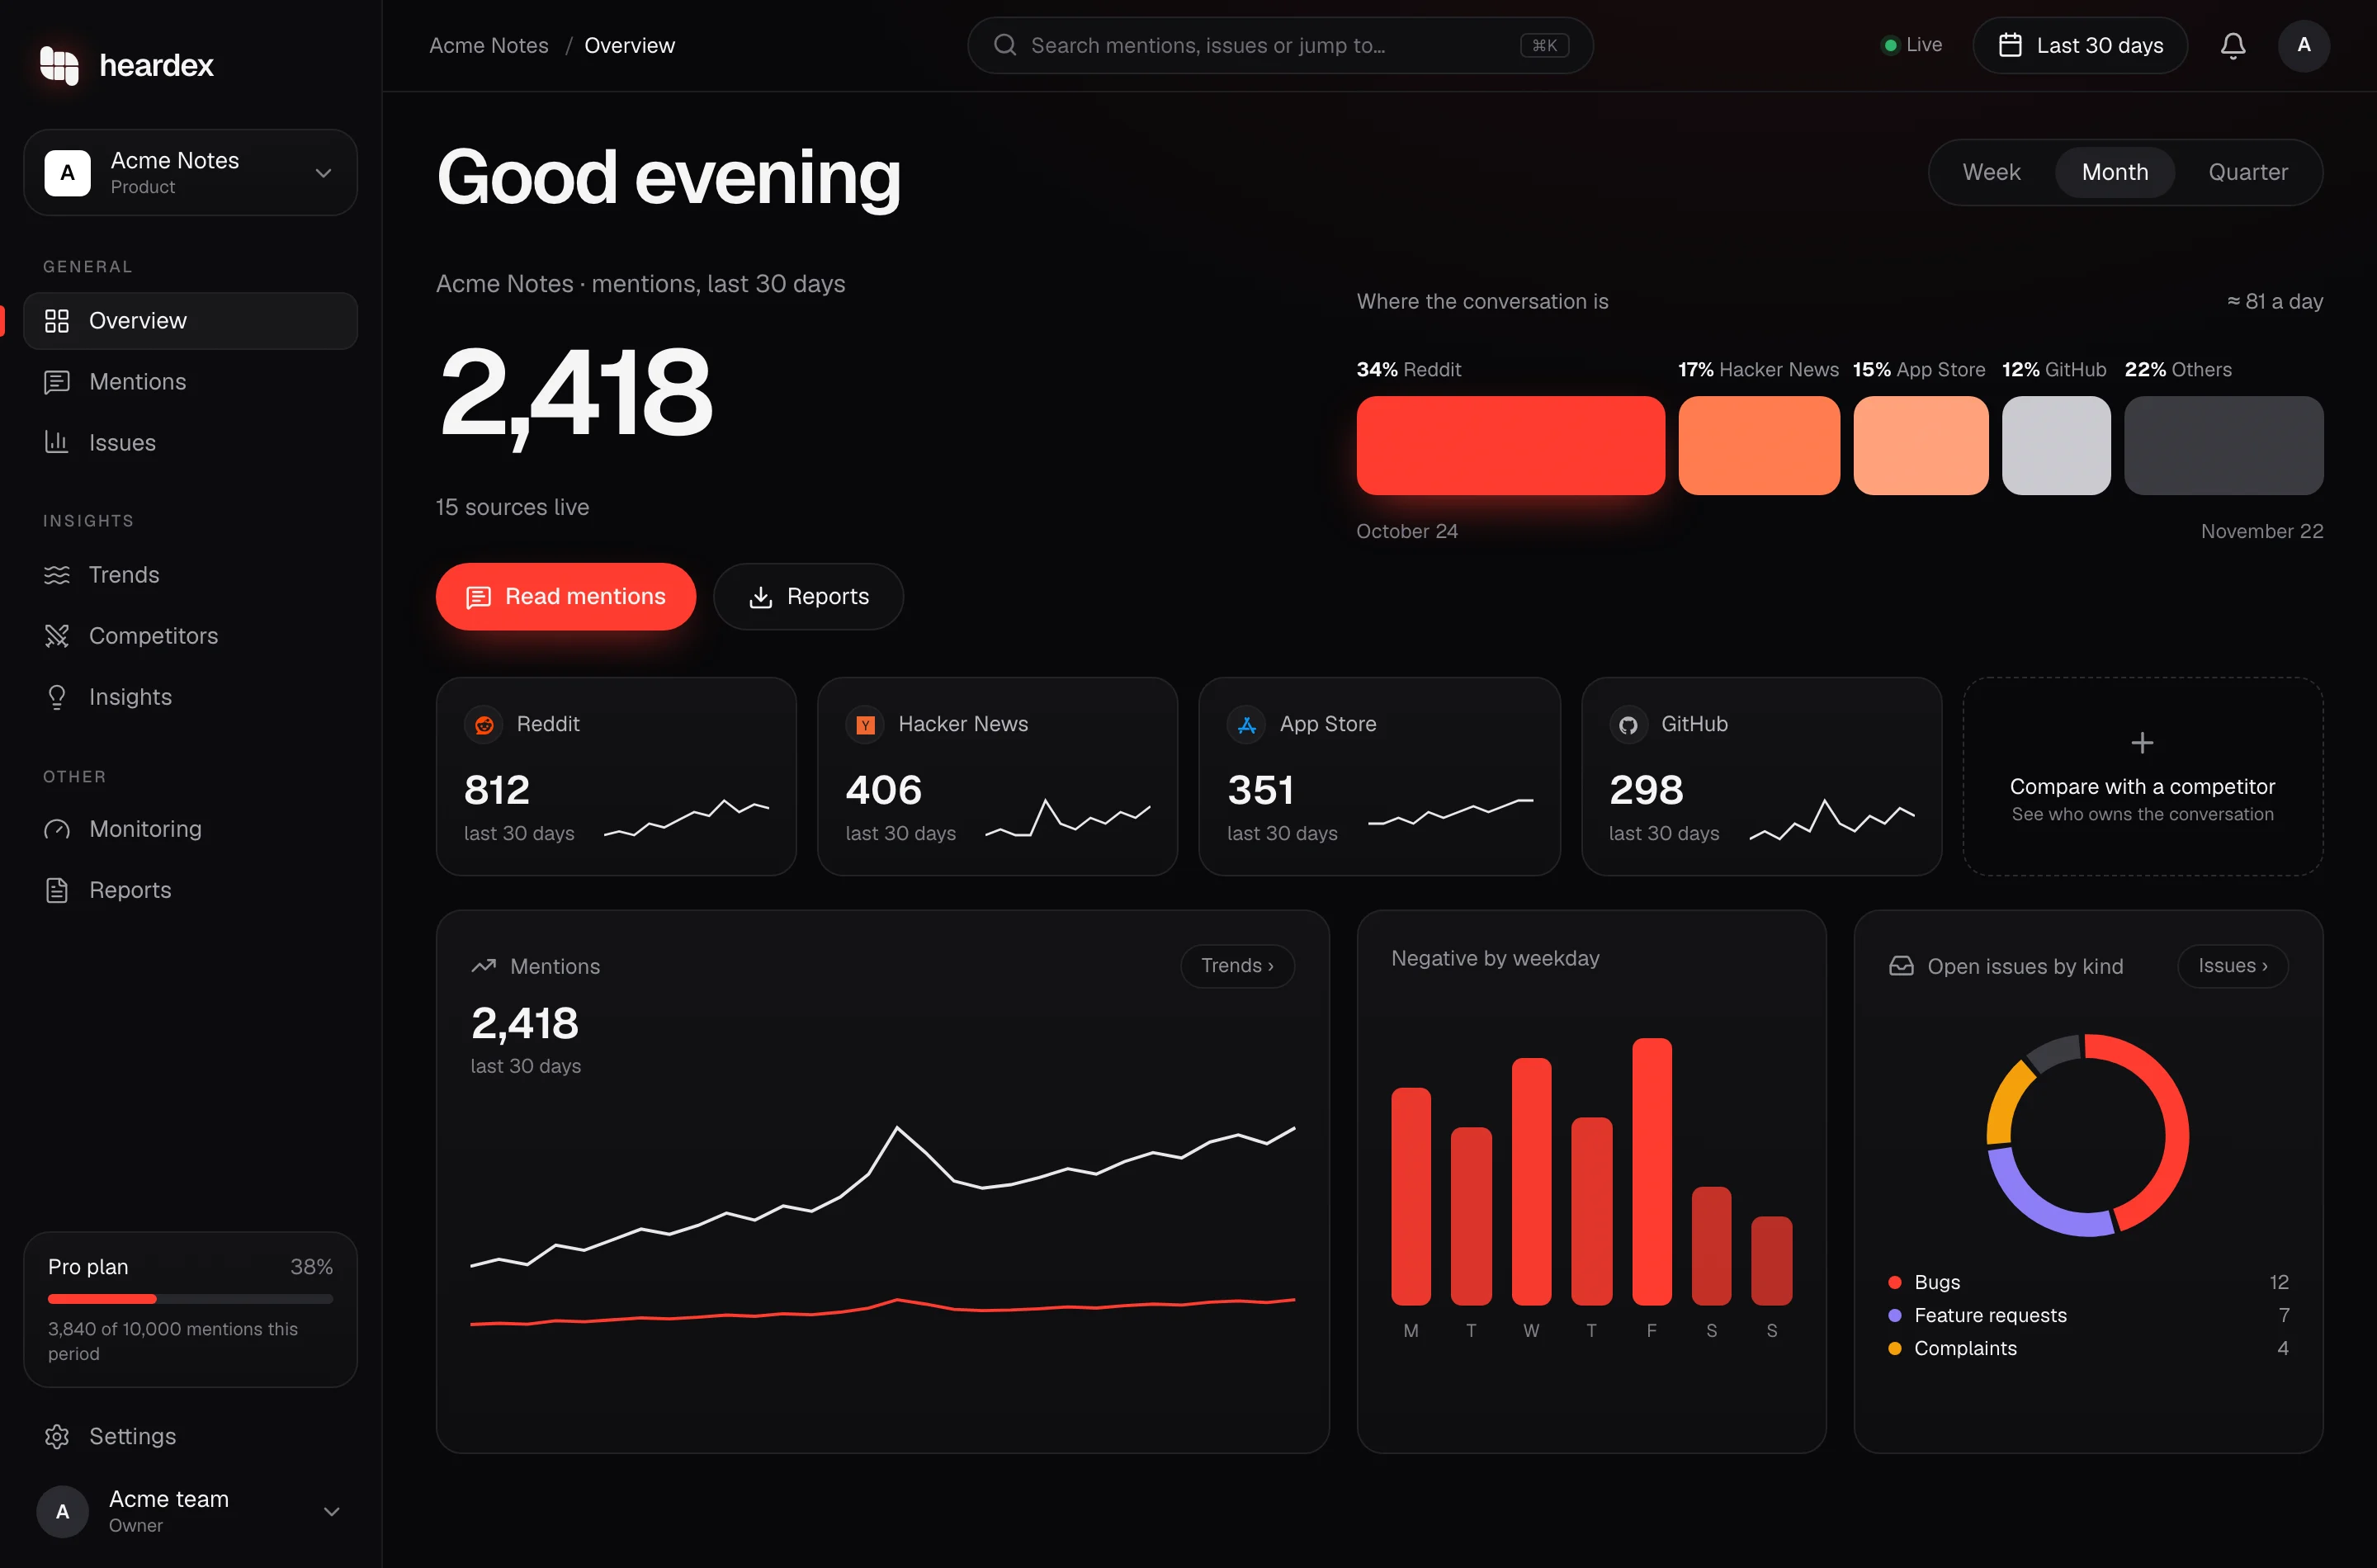 heardex
A
Acme Notes
Product
GENERAL
Overview
Mentions
Issues
INSIGHTS
Trends
Competitors
Insights
OTHER
Monitoring
Reports
Pro plan 38%
3,840 of 10,000 mentions this
period
Settings
A
Acme team
Owner
Acme Notes / Overview
Search mentions, issues or jump to… ⌘K
Live
Last 30 days
A
Good evening
Week Month Quarter
Acme Notes · mentions, last 30 days
2,418
15 sources live
Read mentions
Reports
Where the conversation is ≈ 81 a day
34% Reddit 17% Hacker News 15% App Store 12% GitHub 22% Others
October 24 November 22
Reddit
812
last 30 days
Y
Hacker News
406
last 30 days
App Store
351
last 30 days
GitHub
298
last 30 days
Compare with a competitor
See who owns the conversation
Mentions Trends ›
2,418
last 30 days
Negative by weekday
M T W T F S S
Open issues by kind Issues ›
Bugs 12
Feature requests 7
Complaints 4